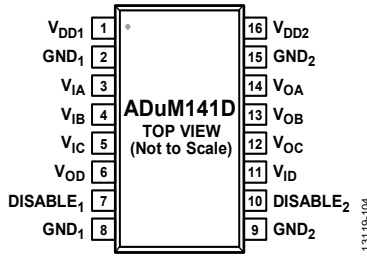 VDD1 1 16 VDD2
GND1 2 15 GND2
VIA 3 14 VOA
VIB 4 ADuM141D 13 VOB
TOP VIEW
(Not to Scale)
VIC 5 12 VOC
VOD 6 11 VID
DISABLE1 7 10 DISABLE2
GND1 8 9 GND2
13119-104